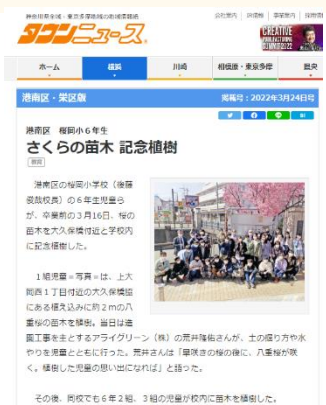 神奈川県全域・東京多摩地域の地域情報紙
タウンニュース
会社案内
CREATIVE
ホーム
横浜
川崎
相模原・東京多摩
県央
港南区・栄区版
掲載号：2022年3月24日号
港南区 桜岡小6年生
さくらの苗木 記念植樹
教育
港南区の桜岡小学校（後藤
俊哉校長）の6年生児童ら
が、卒業前の3月16日、桜の
苗木を大久保橋付近と学校内
に記念植樹した。
1組児童＝写真＝は、上大
岡西1丁目付近の大久保橋脇
にある植え込みに約2mの八
重桜の苗木を植樹。当日は造
園工事を主とするアライグリーン（株）の荒井隆佑さんが、土の掘り方や水
やりを児童とともに行った。荒井さんは「早咲きの桜の後に、八重桜が咲
く。植樹した児童の思い出になれば」と語った。
その後、同校でも6年2組、3組の児童が校内に苗木を植樹した。